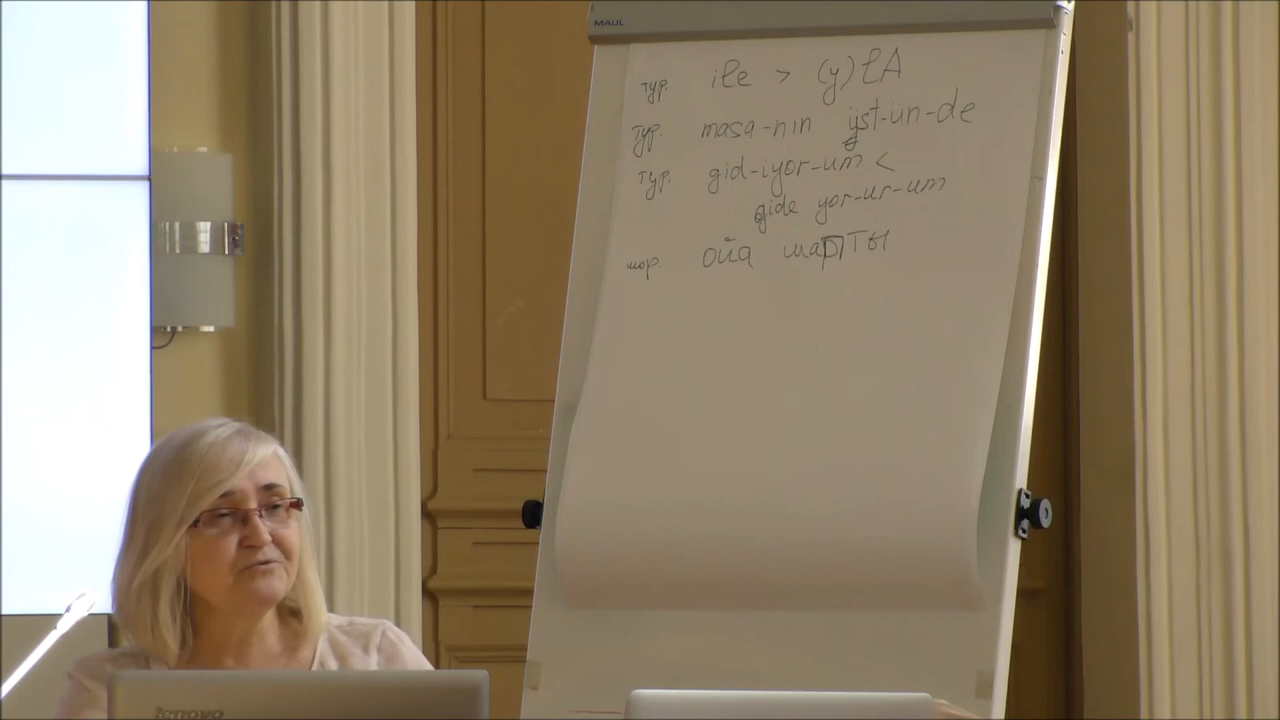 MAUL
тур. ile > (y)lA
тур. masa-nın üst-ün-de
тур. gid-iyor-um <
gide yor-ur-um
шор. ойа шартты
lenovo